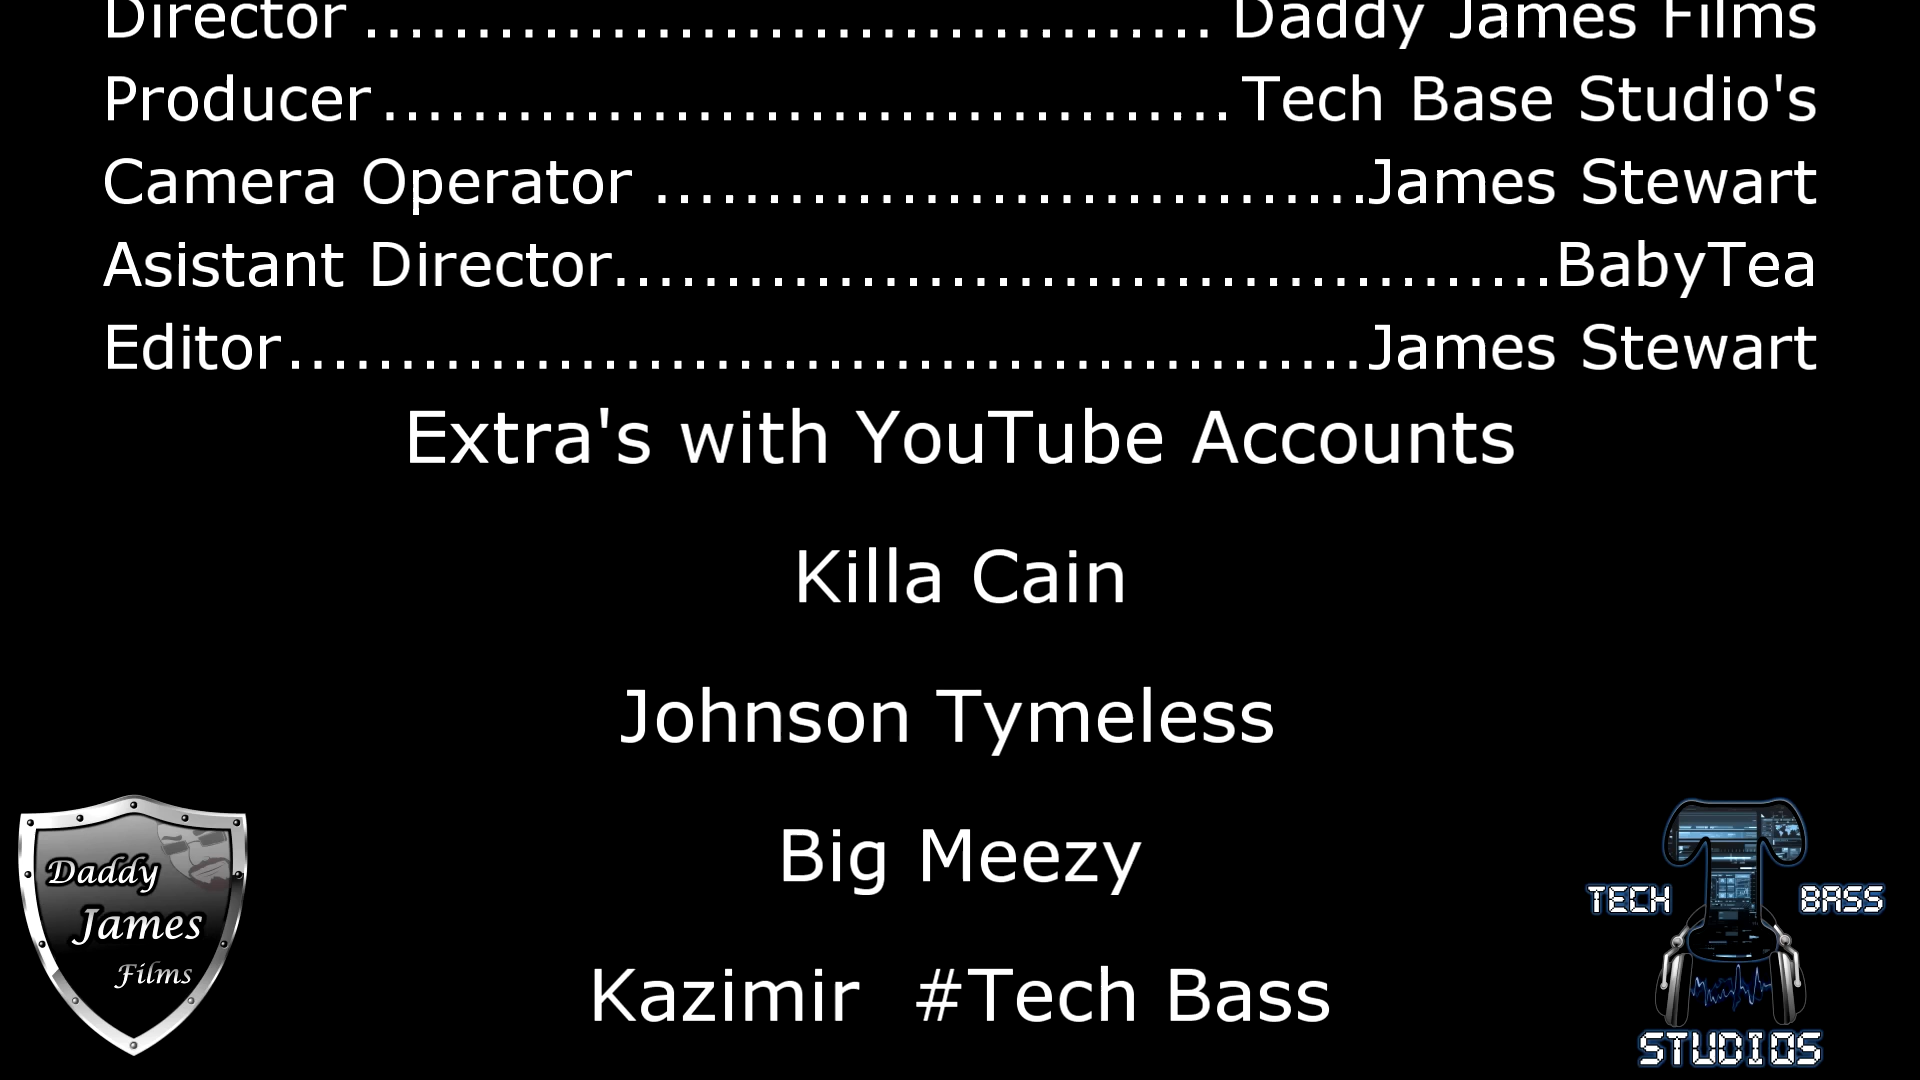 Director ...................................... Daddy James Films
Producer...................................... Tech Base Studio's
Camera Operator ................................James Stewart
Asistant Director..........................................BabyTea
Editor................................................James Stewart
Extra's with YouTube Accounts
Killa Cain
Johnson Tymeless
Big Meezy
Kazimir #Tech Bass
Daddy
James
Films
TECH BASS
STUDIOS